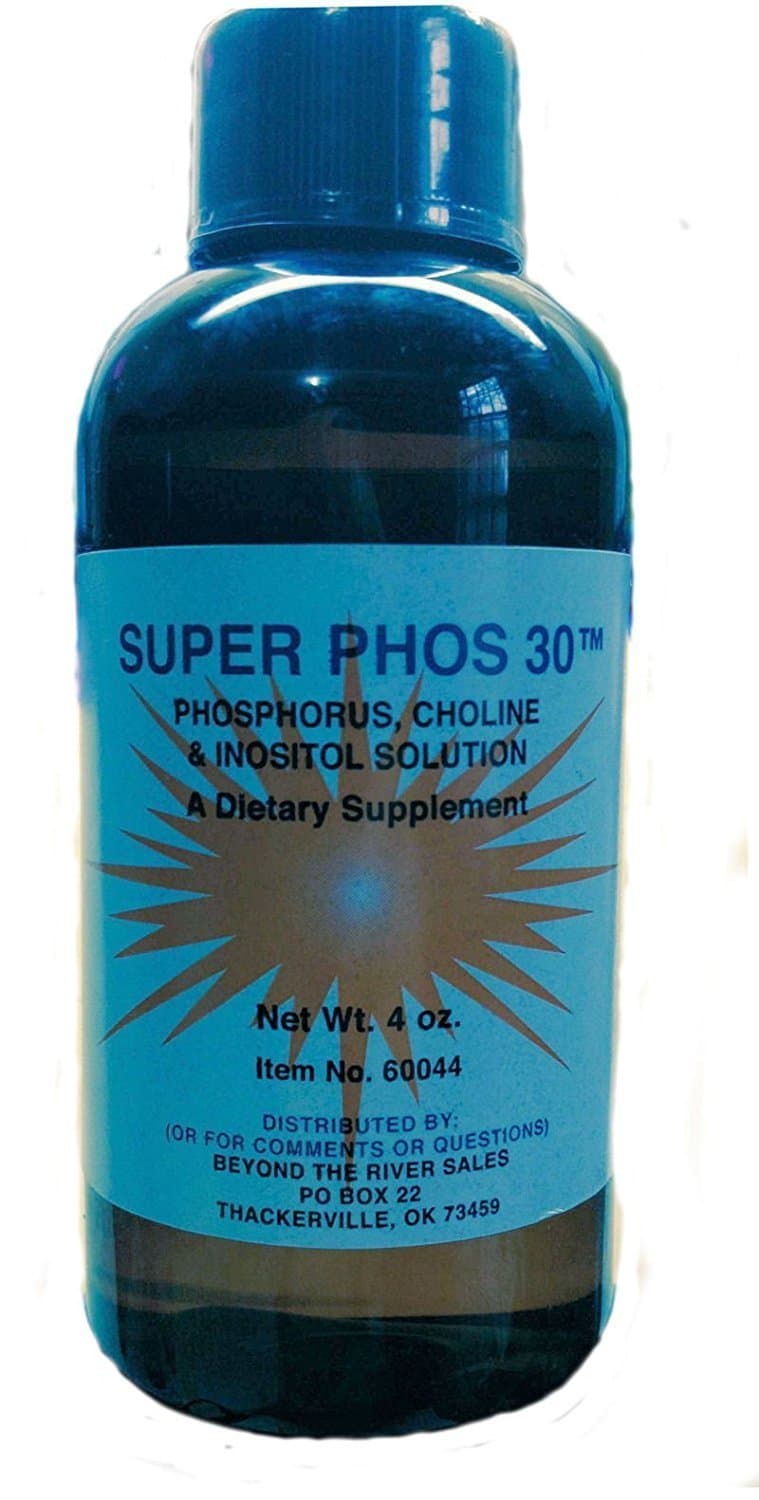 SUPER PHOS 30™
PHOSPHORUS, CHOLINE
& INOSITOL SOLUTION
A Dietary Supplement
Net Wt. 4 oz.
Item No. 60044
DISTRIBUTED BY:
(OR FOR COMMENTS OR QUESTIONS)
BEYOND THE RIVER SALES
PO BOX 22
THACKERVILLE, OK 73459